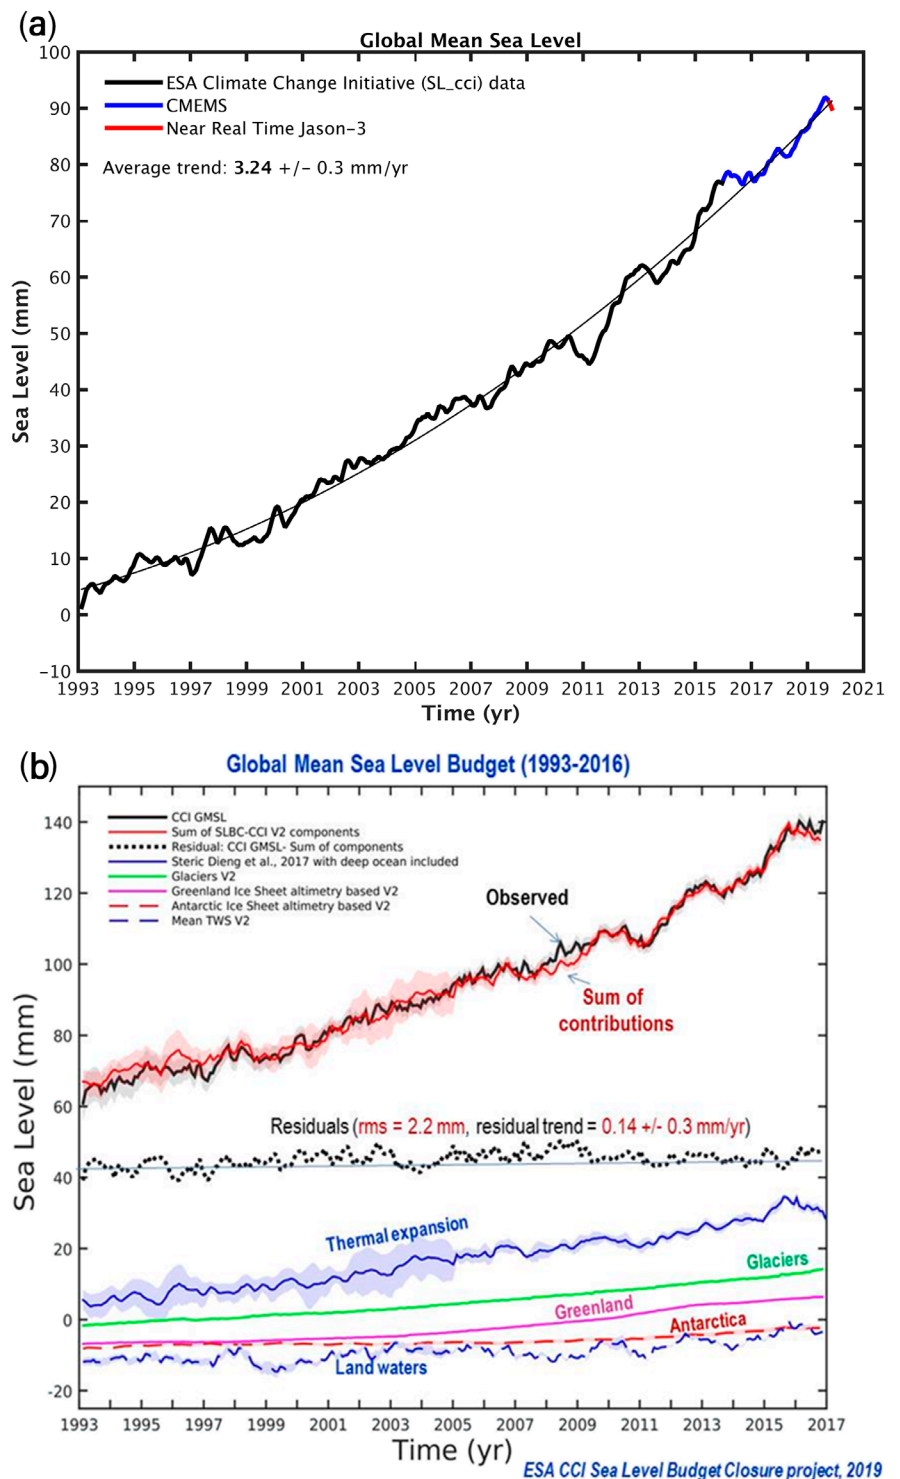 (a)
Global Mean Sea Level
100
90
80
70
60
50
40
30
20
10
0
−10
Sea Level (mm)
ESA Climate Change Initiative (SL_cci) data
CMEMS
Near Real Time Jason−3
Average trend: 3.24 +/− 0.3 mm/yr
1993 1995 1997 1999 2001 2003 2005 2007 2009 2011 2013 2015 2017 2019 2021
Time (yr)
(b)
Global Mean Sea Level Budget (1993-2016)
140
120
100
80
60
40
20
0
-20
Sea Level (mm)
CCI GMSL
Sum of SLBC-CCI V2 components
Residual: CCI GMSL- Sum of components
Steric Dieng et al., 2017 with deep ocean included
Glaciers V2
Greenland Ice Sheet altimetry based V2
Antarctic Ice Sheet altimetry based V2
Mean TWS V2
Observed
Sum of
contributions
Residuals (rms = 2.2 mm, residual trend = 0.14 +/- 0.3 mm/yr)
Thermal expansion
Glaciers
Greenland
Antarctica
Land waters
1993 1995 1997 1999 2001 2003 2005 2007 2009 2011 2013 2015 2017
Time (yr)
ESA CCI Sea Level Budget Closure project, 2019